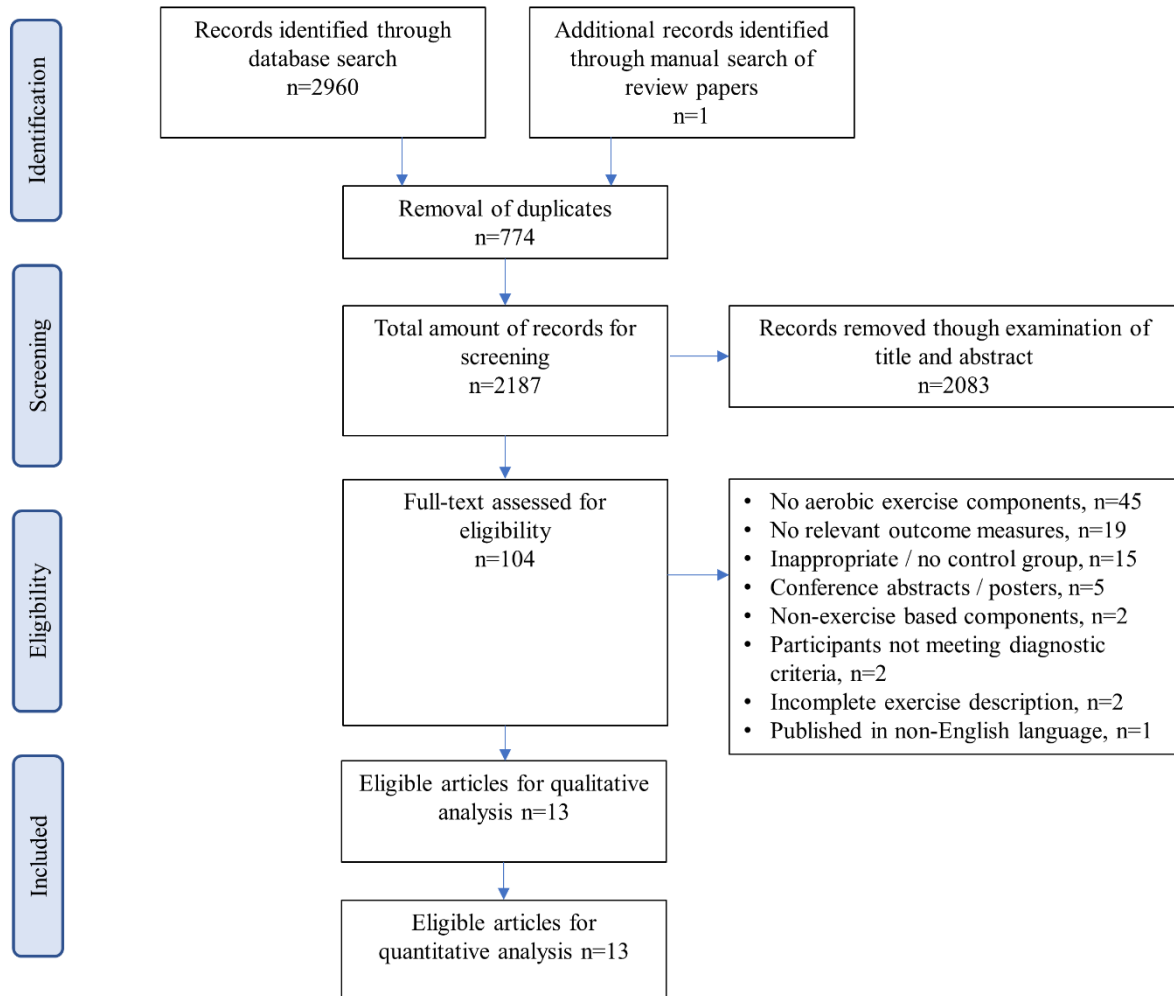 Identification
Records identified through
database search
n=2960
Additional records identified
through manual search of
review papers
n=1
Removal of duplicates
n=774
Screening
Total amount of records for
screening
n=2187
Records removed though examination of
title and abstract
n=2083
Eligibility
Full-text assessed for
eligibility
n=104
• No aerobic exercise components, n=45
• No relevant outcome measures, n=19
• Inappropriate / no control group, n=15
• Conference abstracts / posters, n=5
• Non-exercise based components, n=2
• Participants not meeting diagnostic
criteria, n=2
• Incomplete exercise description, n=2
• Published in non-English language, n=1
Included
Eligible articles for qualitative
analysis n=13
Eligible articles for
quantitative analysis n=13